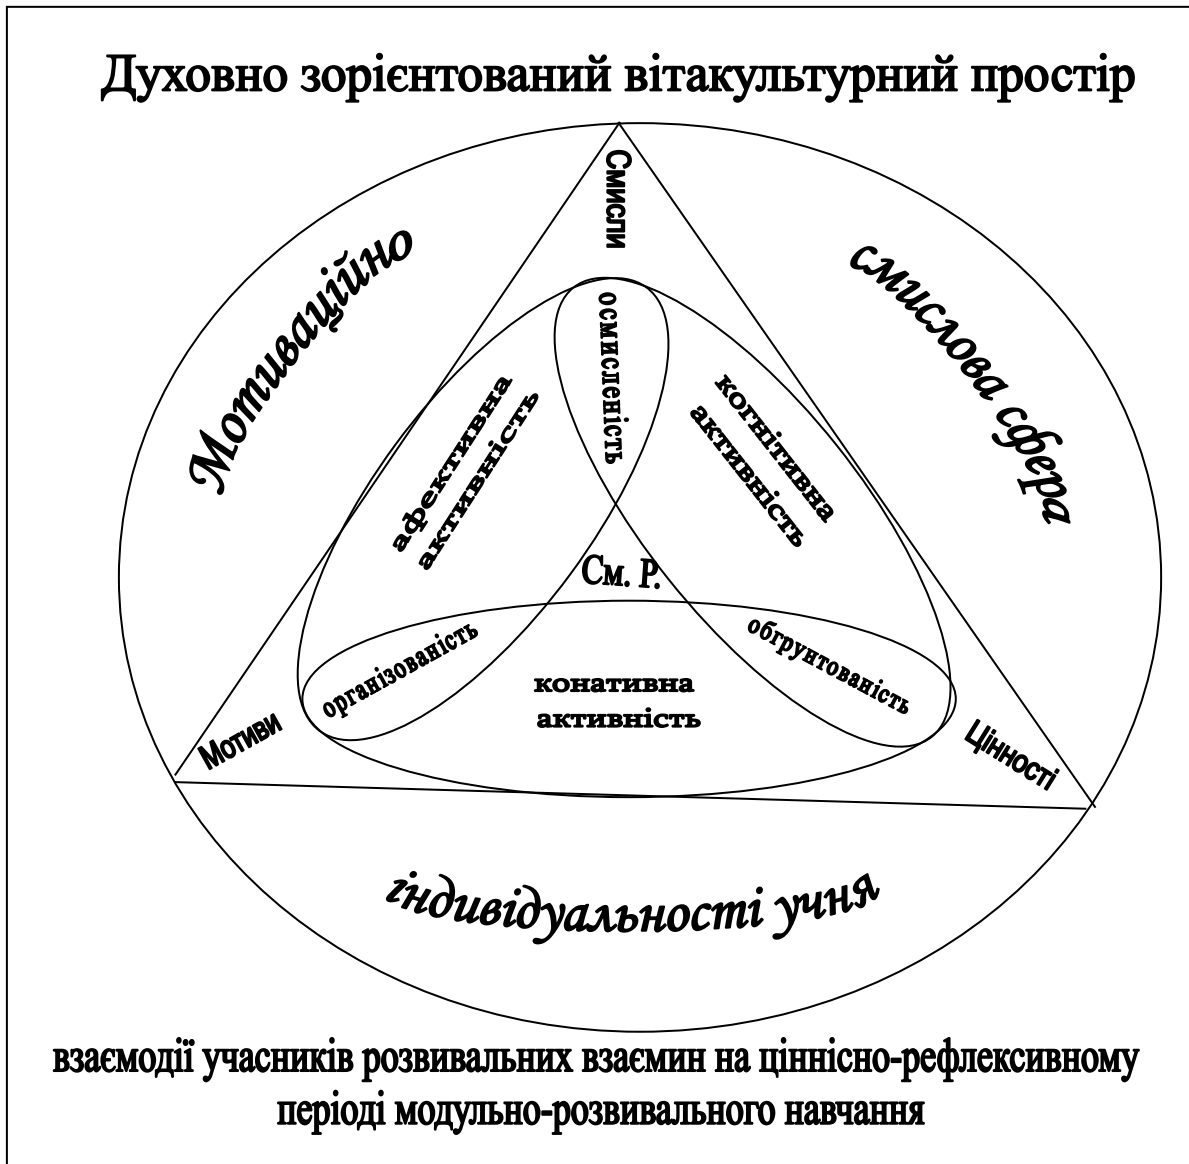 Духовно зорієнтований вітакультурний простір
Смисли
Мотиваційно
смислова сфера
осмисленість
афективна
активність
когнітивна
активність
См. Р.
організованість
обгрунтованість
конативна
активність
Мотиви
Цінності
індивідуальності учня
взаємодії учасників розвивальних взаємин на ціннісно-рефлексивному
періоді модульно-розвивального навчання